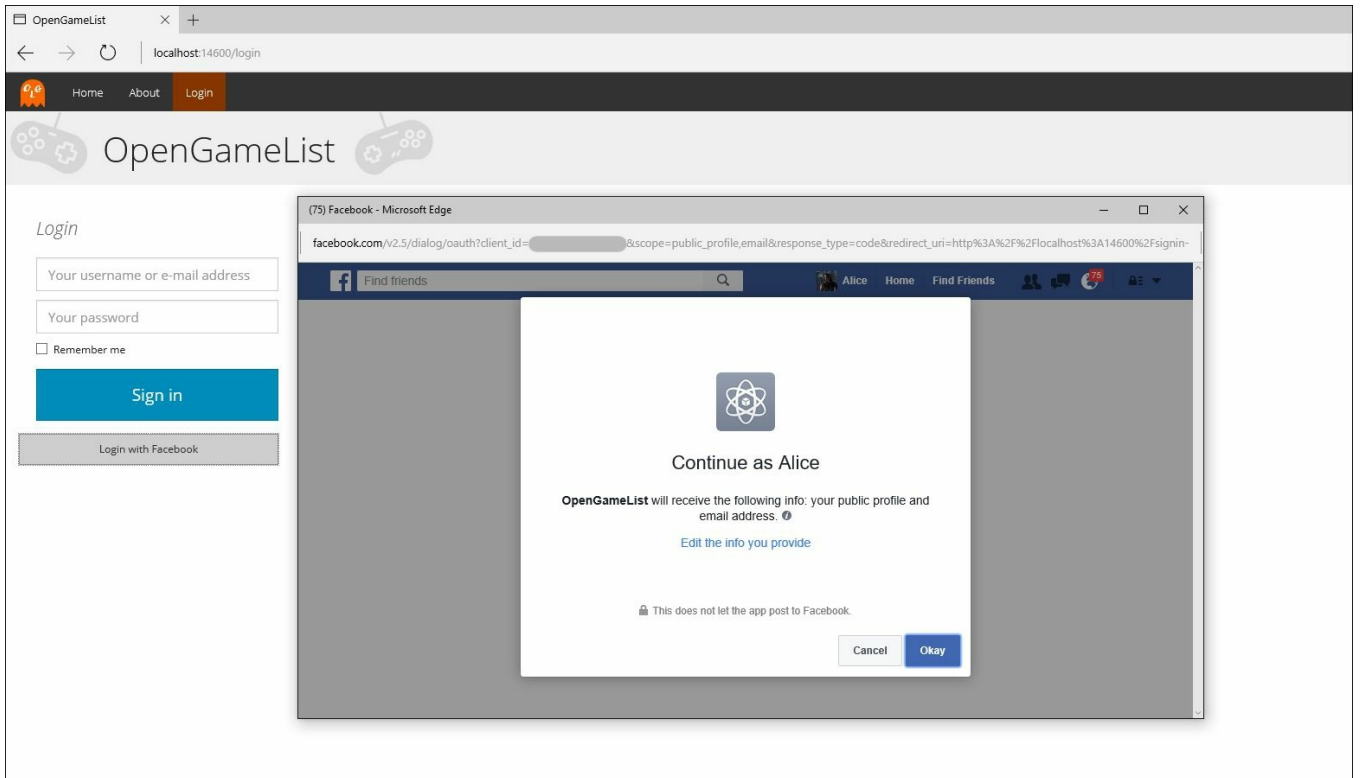 OpenGameList
localhost:14600/login
OLG
Home About Login
OpenGameList
Login
Your username or e-mail address
Your password
Remember me
Sign in
Login with Facebook
(75) Facebook - Microsoft Edge
facebook.com/v2.5/dialog/oauth?client_id= &scope=public_profile,email&response_type=code&redirect_uri=http%3A%2F%2Flocalhost%3A14600%2Fsignin-
f Find friends Alice Home Find Friends 75
Continue as Alice
OpenGameList will receive the following info: your public profile and
email address. i
Edit the info you provide
This does not let the app post to Facebook.
Cancel Okay